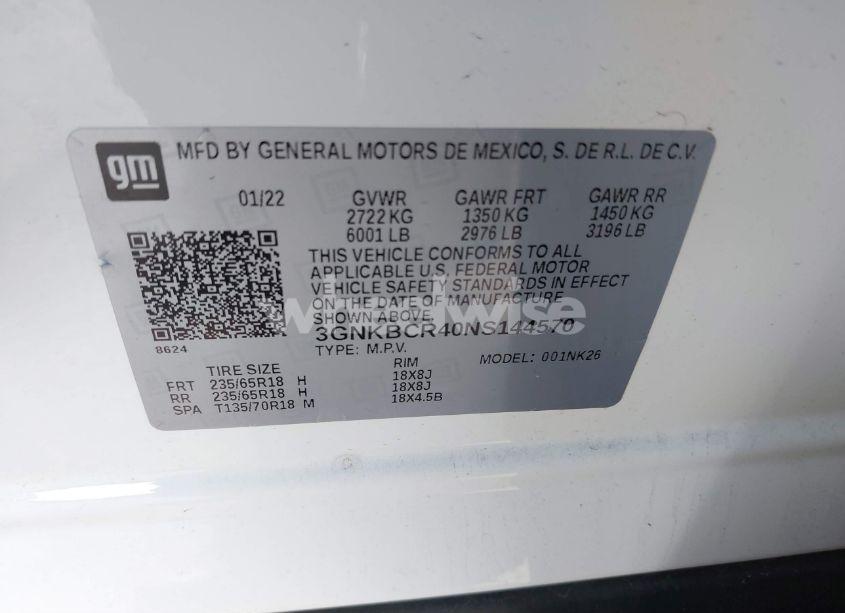 gm MFD BY GENERAL MOTORS DE MEXICO, S. DE R.L. DE C.V.
01/22 GVWR GAWR FRT GAWR RR
2722 KG 1350 KG 1450 KG
6001 LB 2976 LB 3196 LB
THIS VEHICLE CONFORMS TO ALL
APPLICABLE U.S. FEDERAL MOTOR
VEHICLE SAFETY STANDARDS IN EFFECT
ON THE DATE OF MANUFACTURE
SHOWN ABOVE.
3GNKBCR40NS144570
8624
TYPE: M.P.V. MODEL: 001NK26
TIRE SIZE RIM
FRT 235/65R18 H 18X8J
RR 235/65R18 H 18X8J
SPA T135/70R18 M 18X4.5B